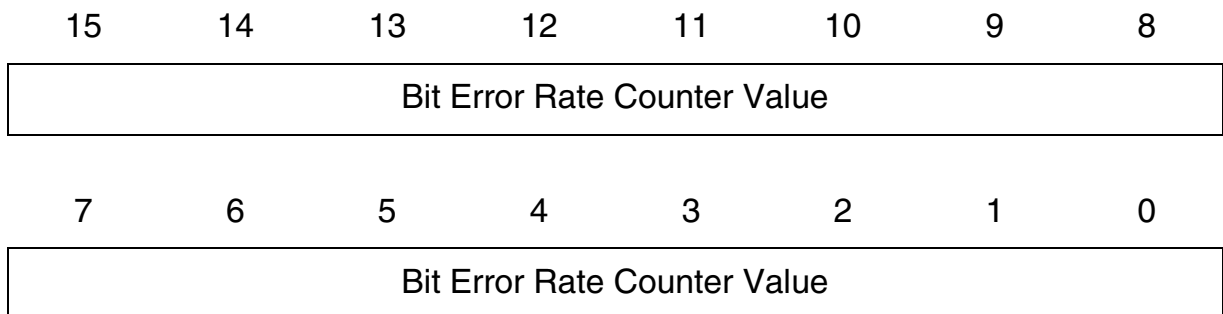 15 14 13 12 11 10 9 8
Bit Error Rate Counter Value
7 6 5 4 3 2 1 0
Bit Error Rate Counter Value